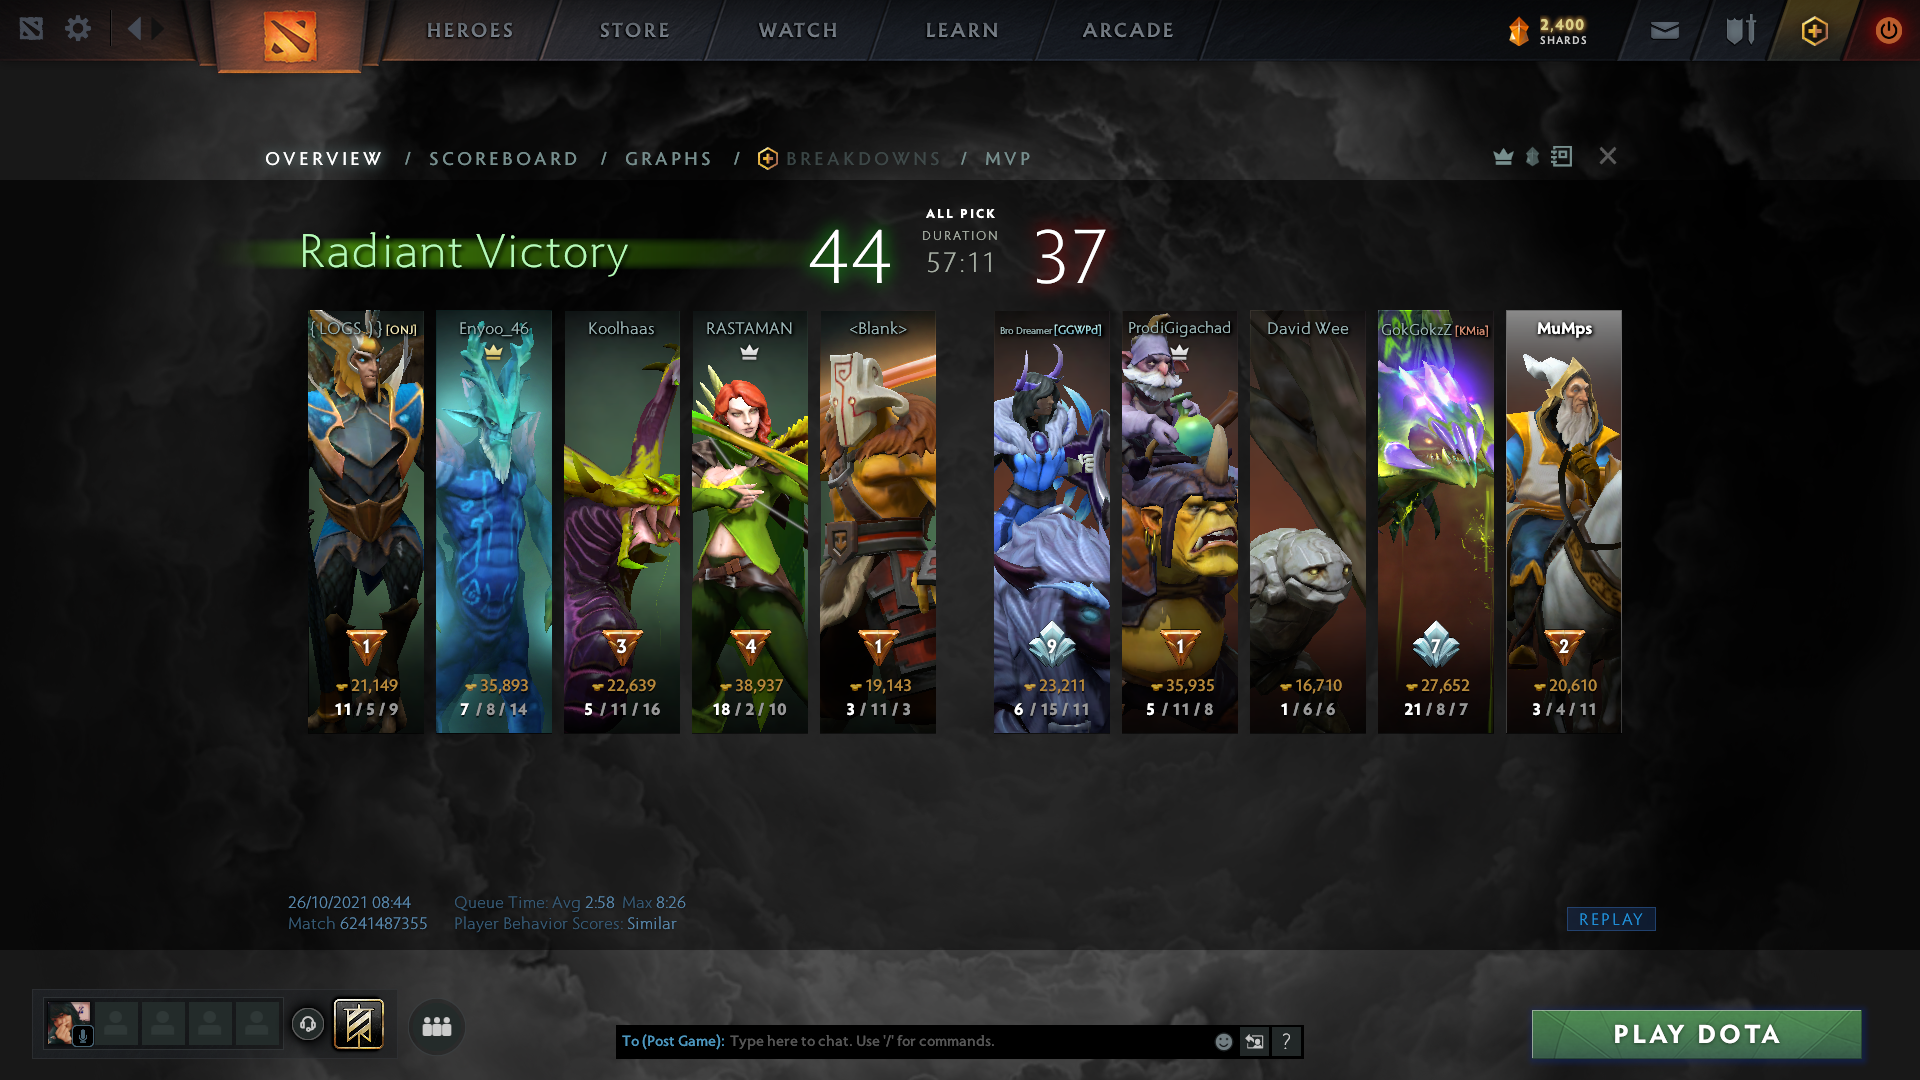 HEROES STORE WATCH LEARN ARCADE
2,400
SHARDS
OVERVIEW / SCOREBOARD / GRAPHS / BREAKDOWNS / MVP
Radiant Victory
44
ALL PICK
DURATION
57:11
37
[ONJ] Enyoo_46 Koolhaas RASTAMAN <Blank> Bro Dreamer [GGWPd] ProdiGigachad David Wee GokGokzZ [KMia] MuMps
1 3 4 1 9 1 7 2
21,149 35,893 22,639 38,937 19,143 23,211 35,935 16,710 27,652 20,610
11 / 5 / 9 7 / 8 / 14 5 / 11 / 16 18 / 2 / 10 3 / 11 / 3 6 / 15 / 11 5 / 11 / 8 1 / 6 / 6 21 / 8 / 7 3 / 4 / 11
26/10/2021 08:44 Queue Time: Avg 2:58 Max 8:26
Match 6241487355 Player Behavior Scores: Similar
REPLAY
To (Post Game): Type here to chat. Use '/' for commands.
?
PLAY DOTA